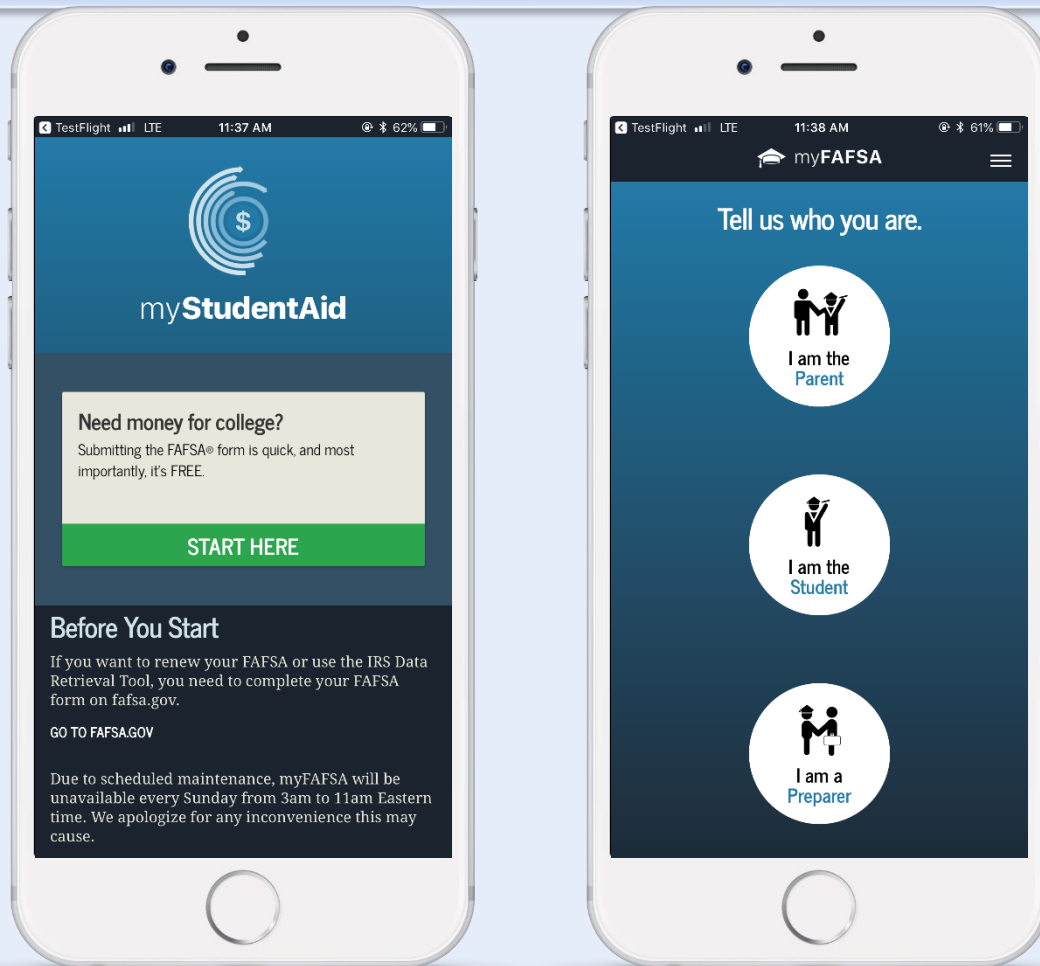 TestFlight LTE 11:37 AM 62%
$
myStudentAid
Need money for college?
Submitting the FAFSA® form is quick, and most
importantly, it's FREE.
START HERE
Before You Start
If you want to renew your FAFSA or use the IRS Data
Retrieval Tool, you need to complete your FAFSA
form on fafsa.gov.
GO TO FAFSA.GOV
Due to scheduled maintenance, myFAFSA will be
unavailable every Sunday from 3am to 11am Eastern
time. We apologize for any inconvenience this may
cause.
TestFlight LTE 11:38 AM 61%
myFAFSA
Tell us who you are.
I am the
Parent
I am the
Student
I am a
Preparer